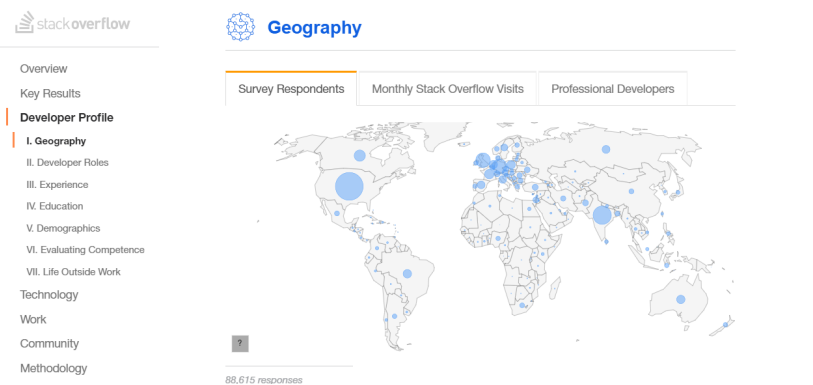 stackoverflow
Overview
Key Results
Developer Profile
I. Geography
II. Developer Roles
III. Experience
IV. Education
V. Demographics
VI. Evaluating Competence
VII. Life Outside Work
Technology
Work
Community
Methodology
Geography
Survey Respondents
Monthly Stack Overflow Visits
Professional Developers
?
88,615 responses